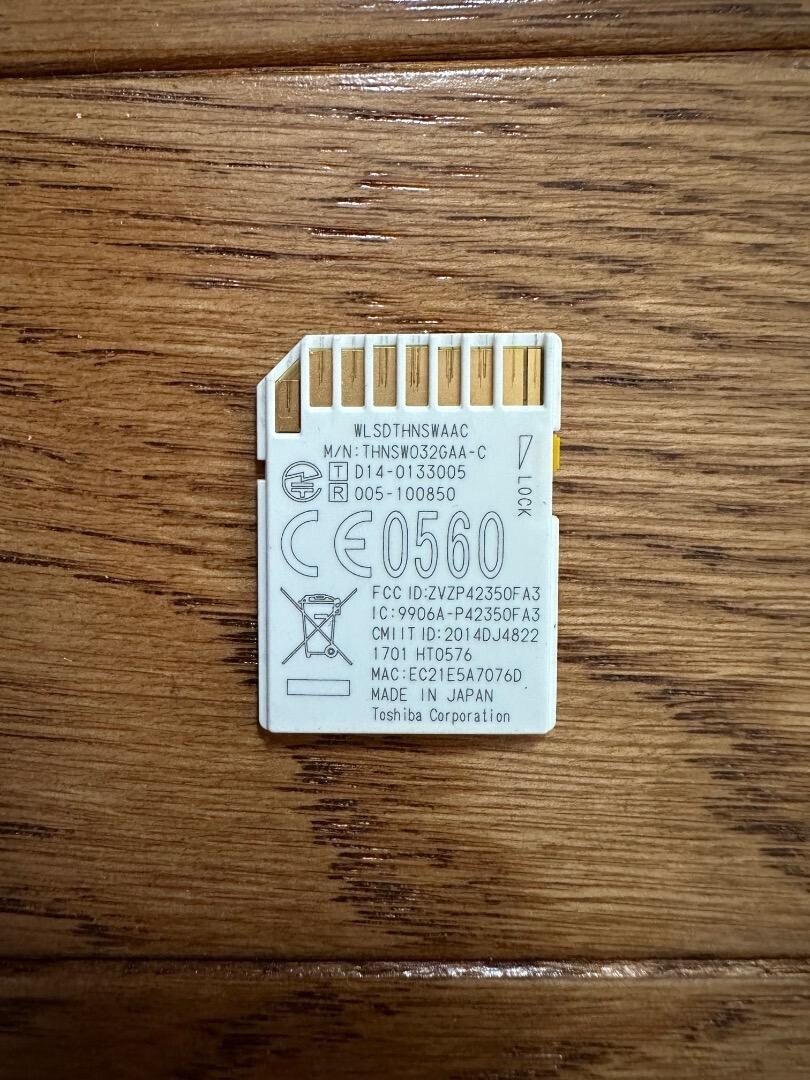 WLSDTHNSWAAC
M/N:THNSW032GAA-C
T D14-0133005
R 005-100850
LOCK
CE0560
FCC ID:ZVZP42350FA3
IC:9906A-P42350FA3
CMIIT ID:2014DJ4822
1701 HT0576
MAC:EC21E5A7076D
MADE IN JAPAN
Toshiba Corporation